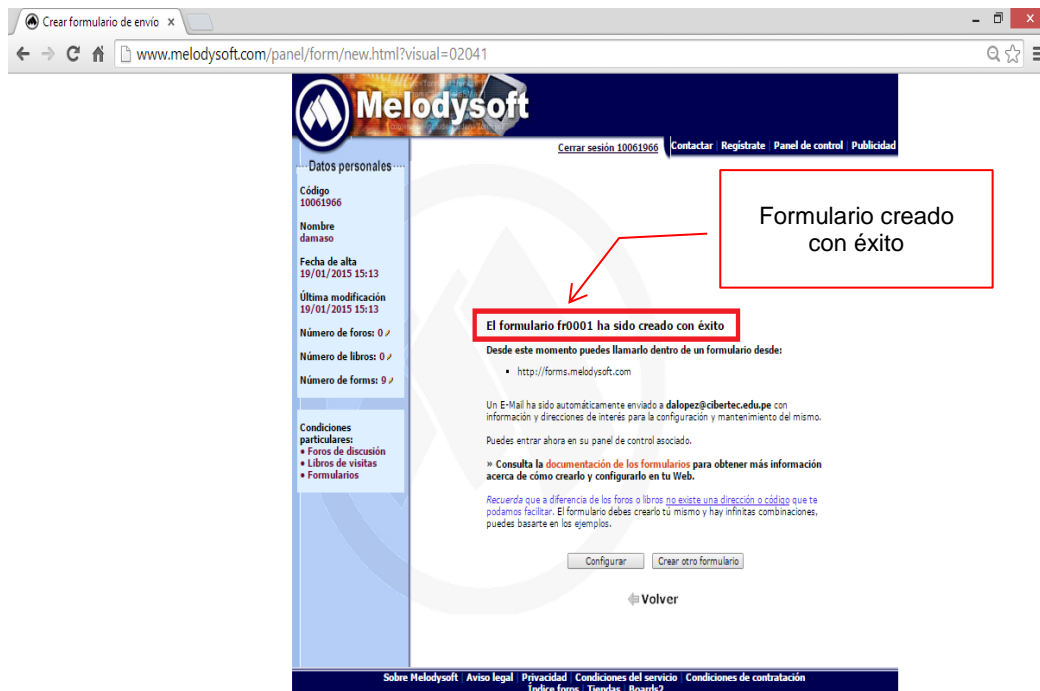 Crear formulario de envío
www.melodysoft.com/panel/form/new.html?visual=02041
Melodysoft
Cerrar sesión 10061966
Contactar | Regístrate | Panel de control | Publicidad
Datos personales
Código
10061966
Nombre
damaso
Fecha de alta
19/01/2015 15:13
Última modificación
19/01/2015 15:13
Número de foros: 0
Número de libros: 0
Número de forms: 9
Condiciones
particulares:
• Foros de discusión
• Libros de visitas
• Formularios
Formulario creado
con éxito
El formulario fr0001 ha sido creado con éxito
Desde este momento puedes llamarlo dentro de un formulario desde:
▪ http://forms.melodysoft.com
Un E-Mail ha sido automáticamente enviado a dalopez@cibertec.edu.pe con
información y direcciones de interés para la configuración y mantenimiento del mismo.
Puedes entrar ahora en su panel de control asociado.
» Consulta la documentación de los formularios para obtener más información
acerca de cómo crearlo y configurarlo en tu Web.
Recuerda que a diferencia de los foros o libros no existe una dirección o código que te
podamos facilitar. El formulario debes crearlo tú mismo y hay infinitas combinaciones,
puedes basarte en los ejemplos.
Configurar
Crear otro formulario
Volver
Sobre Melodysoft | Aviso legal | Privacidad | Condiciones del servicio | Condiciones de contratación
Índice foros | Tiendas | Boards2